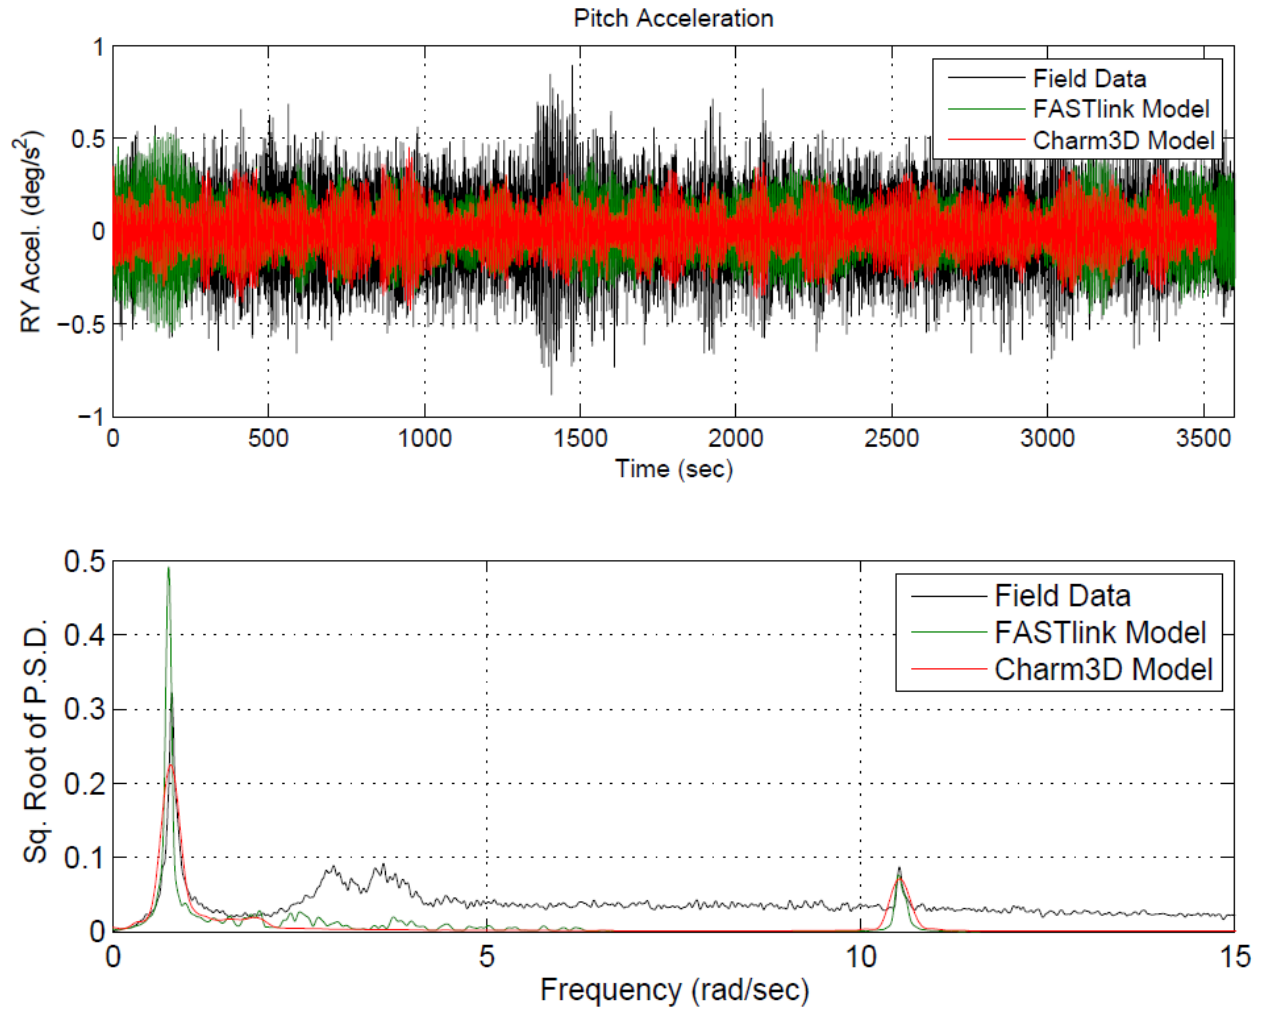 Pitch Acceleration
1
0.5
0
−0.5
−1
RY Accel. (deg/s²)
Field Data
FASTlink Model
Charm3D Model
0 500 1000 1500 2000 2500 3000 3500
Time (sec)
0.5
0.4
0.3
0.2
0.1
0
Sq. Root of P.S.D.
Field Data
FASTlink Model
Charm3D Model
0 5 10 15
Frequency (rad/sec)